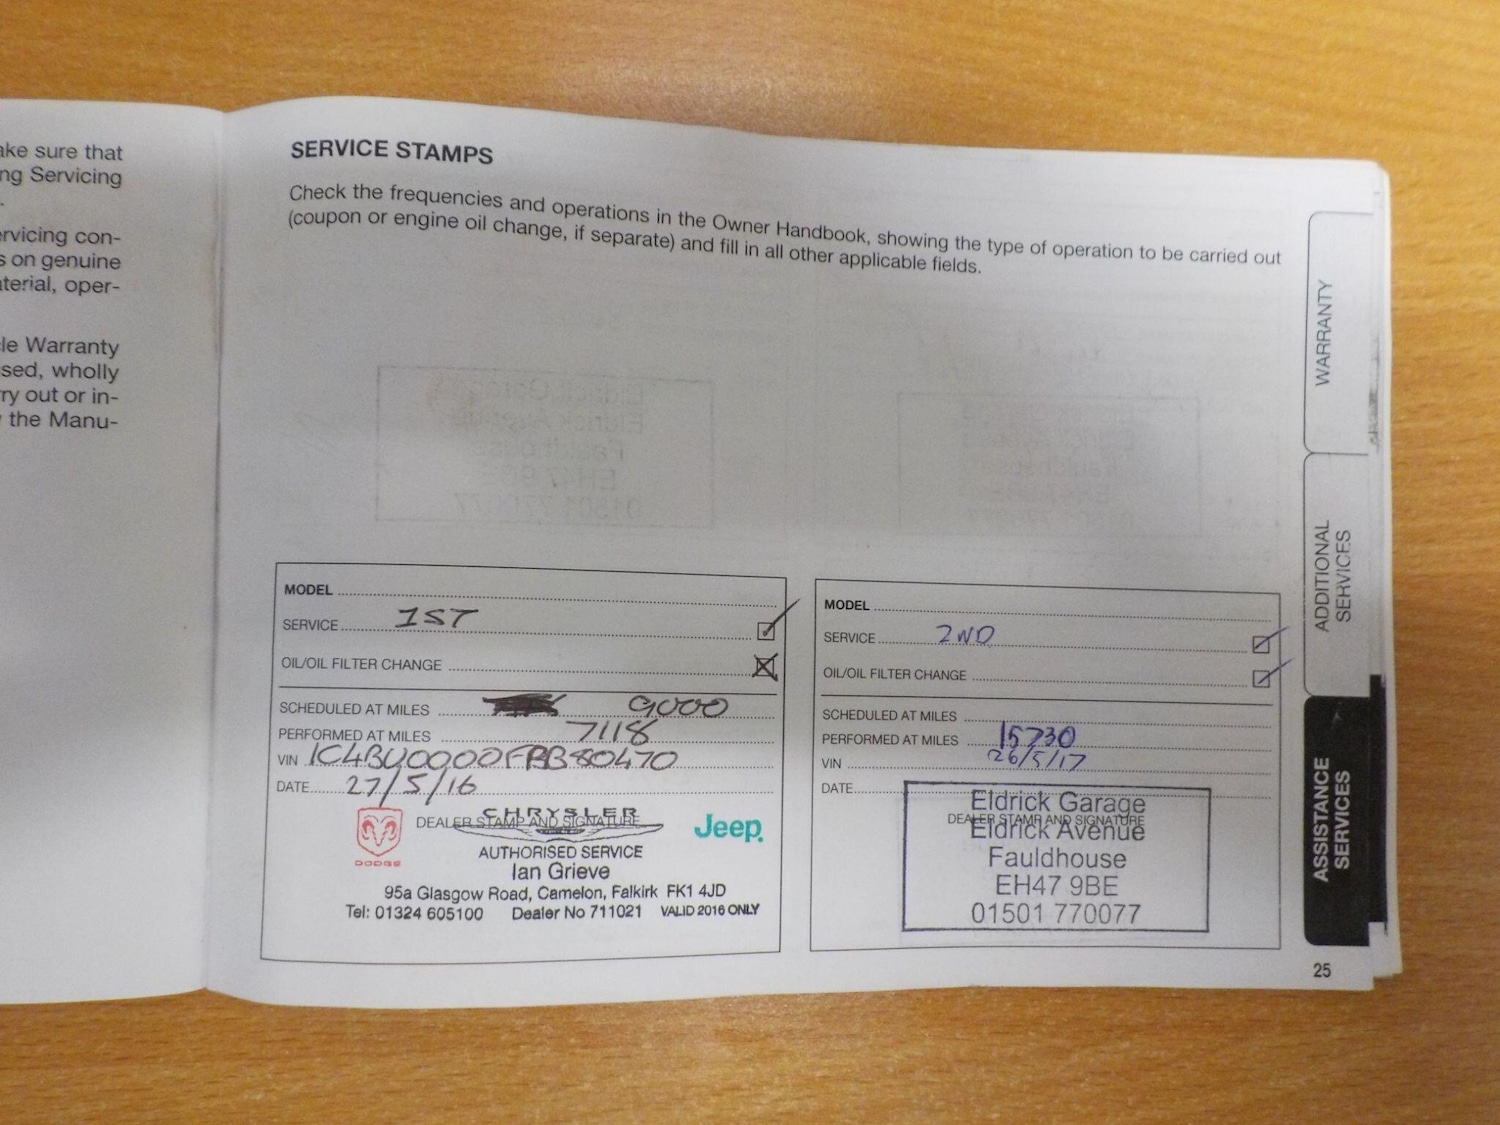 ake sure that
ng Servicing
.
ervicing con-
s on genuine
aterial, oper-
le Warranty
sed, wholly
ry out or in-
the Manu-
SERVICE STAMPS
Check the frequencies and operations in the Owner Handbook, showing the type of operation to be carried out
(coupon or engine oil change, if separate) and fill in all other applicable fields.
MODEL
SERVICE 1ST
OIL/OIL FILTER CHANGE
SCHEDULED AT MILES 9000
PERFORMED AT MILES 7118
VIN
DATE 27/5/16
DEALER STAMP AND SIGNATURE
CHRYSLER
DODGE
Jeep
AUTHORISED SERVICE
Ian Grieve
95a Glasgow Road, Camelon, Falkirk FK1 4JD
Tel: 01324 605100 Dealer No 711021 VALID 2016 ONLY
MODEL
SERVICE 2ND
OIL/OIL FILTER CHANGE
SCHEDULED AT MILES
PERFORMED AT MILES 15730
VIN 26/5/17
DATE
Eldrick Garage
DEALER STAMP AND SIGNATURE
Eldrick Avenue
Fauldhouse
EH47 9BE
01501 770077
WARRANTY
ADDITIONAL
SERVICES
ASSISTANCE
SERVICES
25